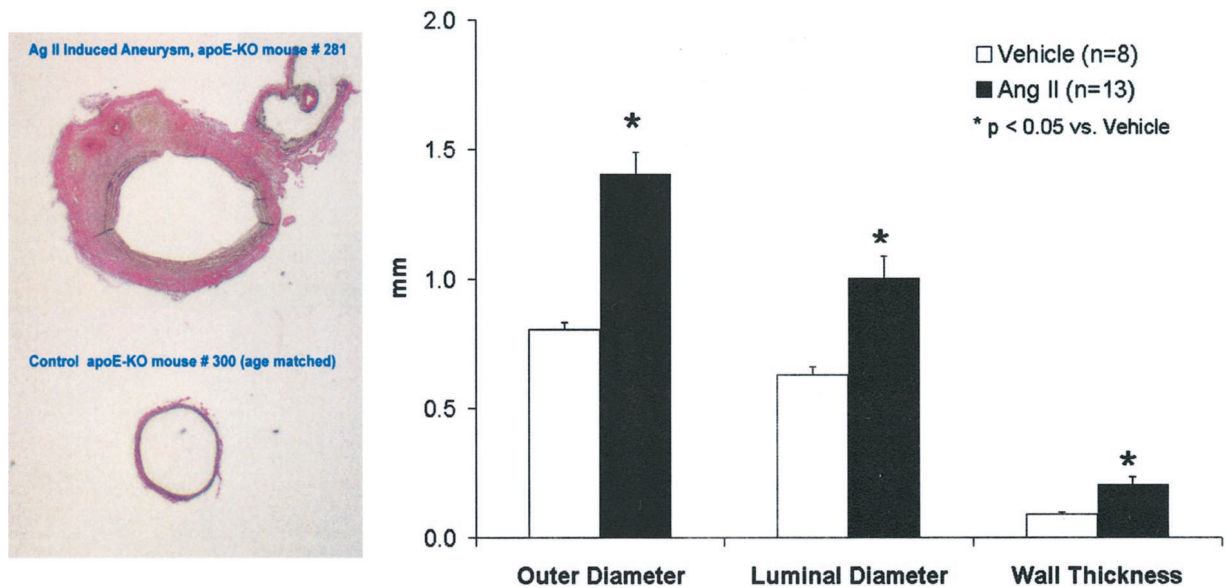 Ag II Induced Aneurysm, apoE-KO mouse # 281
Control apoE-KO mouse # 300 (age matched)
2.0
1.5
1.0
0.5
0.0
mm
Vehicle (n=8)
Ang II (n=13)
* p < 0.05 vs. Vehicle
*
*
*
Outer Diameter
Luminal Diameter
Wall Thickness